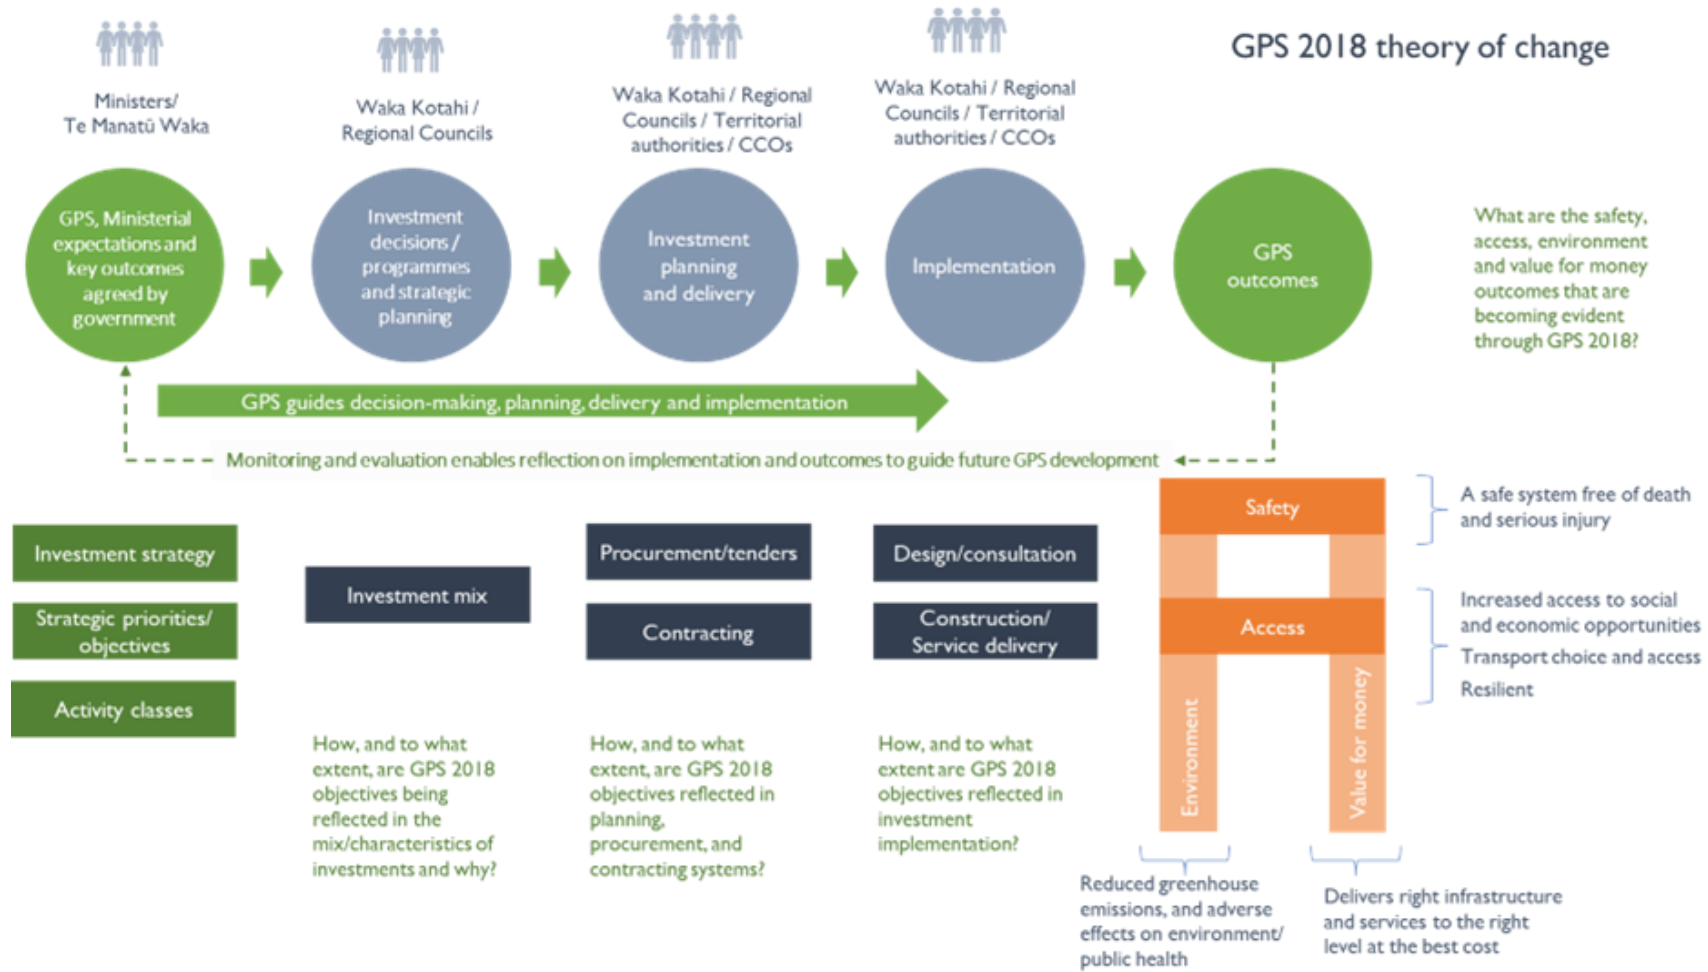 GPS 2018 theory of change
Ministers/
Te Manatū Waka
Waka Kotahi /
Regional Councils
Waka Kotahi / Regional
Councils / Territorial
authorities / CCOs
Waka Kotahi / Regional
Councils / Territorial
authorities / CCOs
GPS, Ministerial
expectations and
key outcomes
agreed by
government
Investment
decisions /
programmes
and strategic
planning
Investment
planning
and delivery
Implementation
GPS
outcomes
What are the safety,
access, environment
and value for money
outcomes that are
becoming evident
through GPS 2018?
GPS guides decision-making, planning, delivery and implementation
Monitoring and evaluation enables reflection on implementation and outcomes to guide future GPS development
Investment strategy
Strategic priorities/
objectives
Activity classes
Investment mix
Procurement/tenders
Contracting
Design/consultation
Construction/
Service delivery
Safety
Access
Environment
Value for money
A safe system free of death
and serious injury
Increased access to social
and economic opportunities
Transport choice and access
Resilient
How, and to what
extent, are GPS 2018
objectives being
reflected in the
mix/characteristics of
investments and why?
How, and to what
extent, are GPS 2018
objectives reflected in
planning,
procurement, and
contracting systems?
How, and to what
extent are GPS 2018
objectives reflected in
investment
implementation?
Reduced greenhouse
emissions, and adverse
effects on environment/
public health
Delivers right infrastructure
and services to the right
level at the best cost